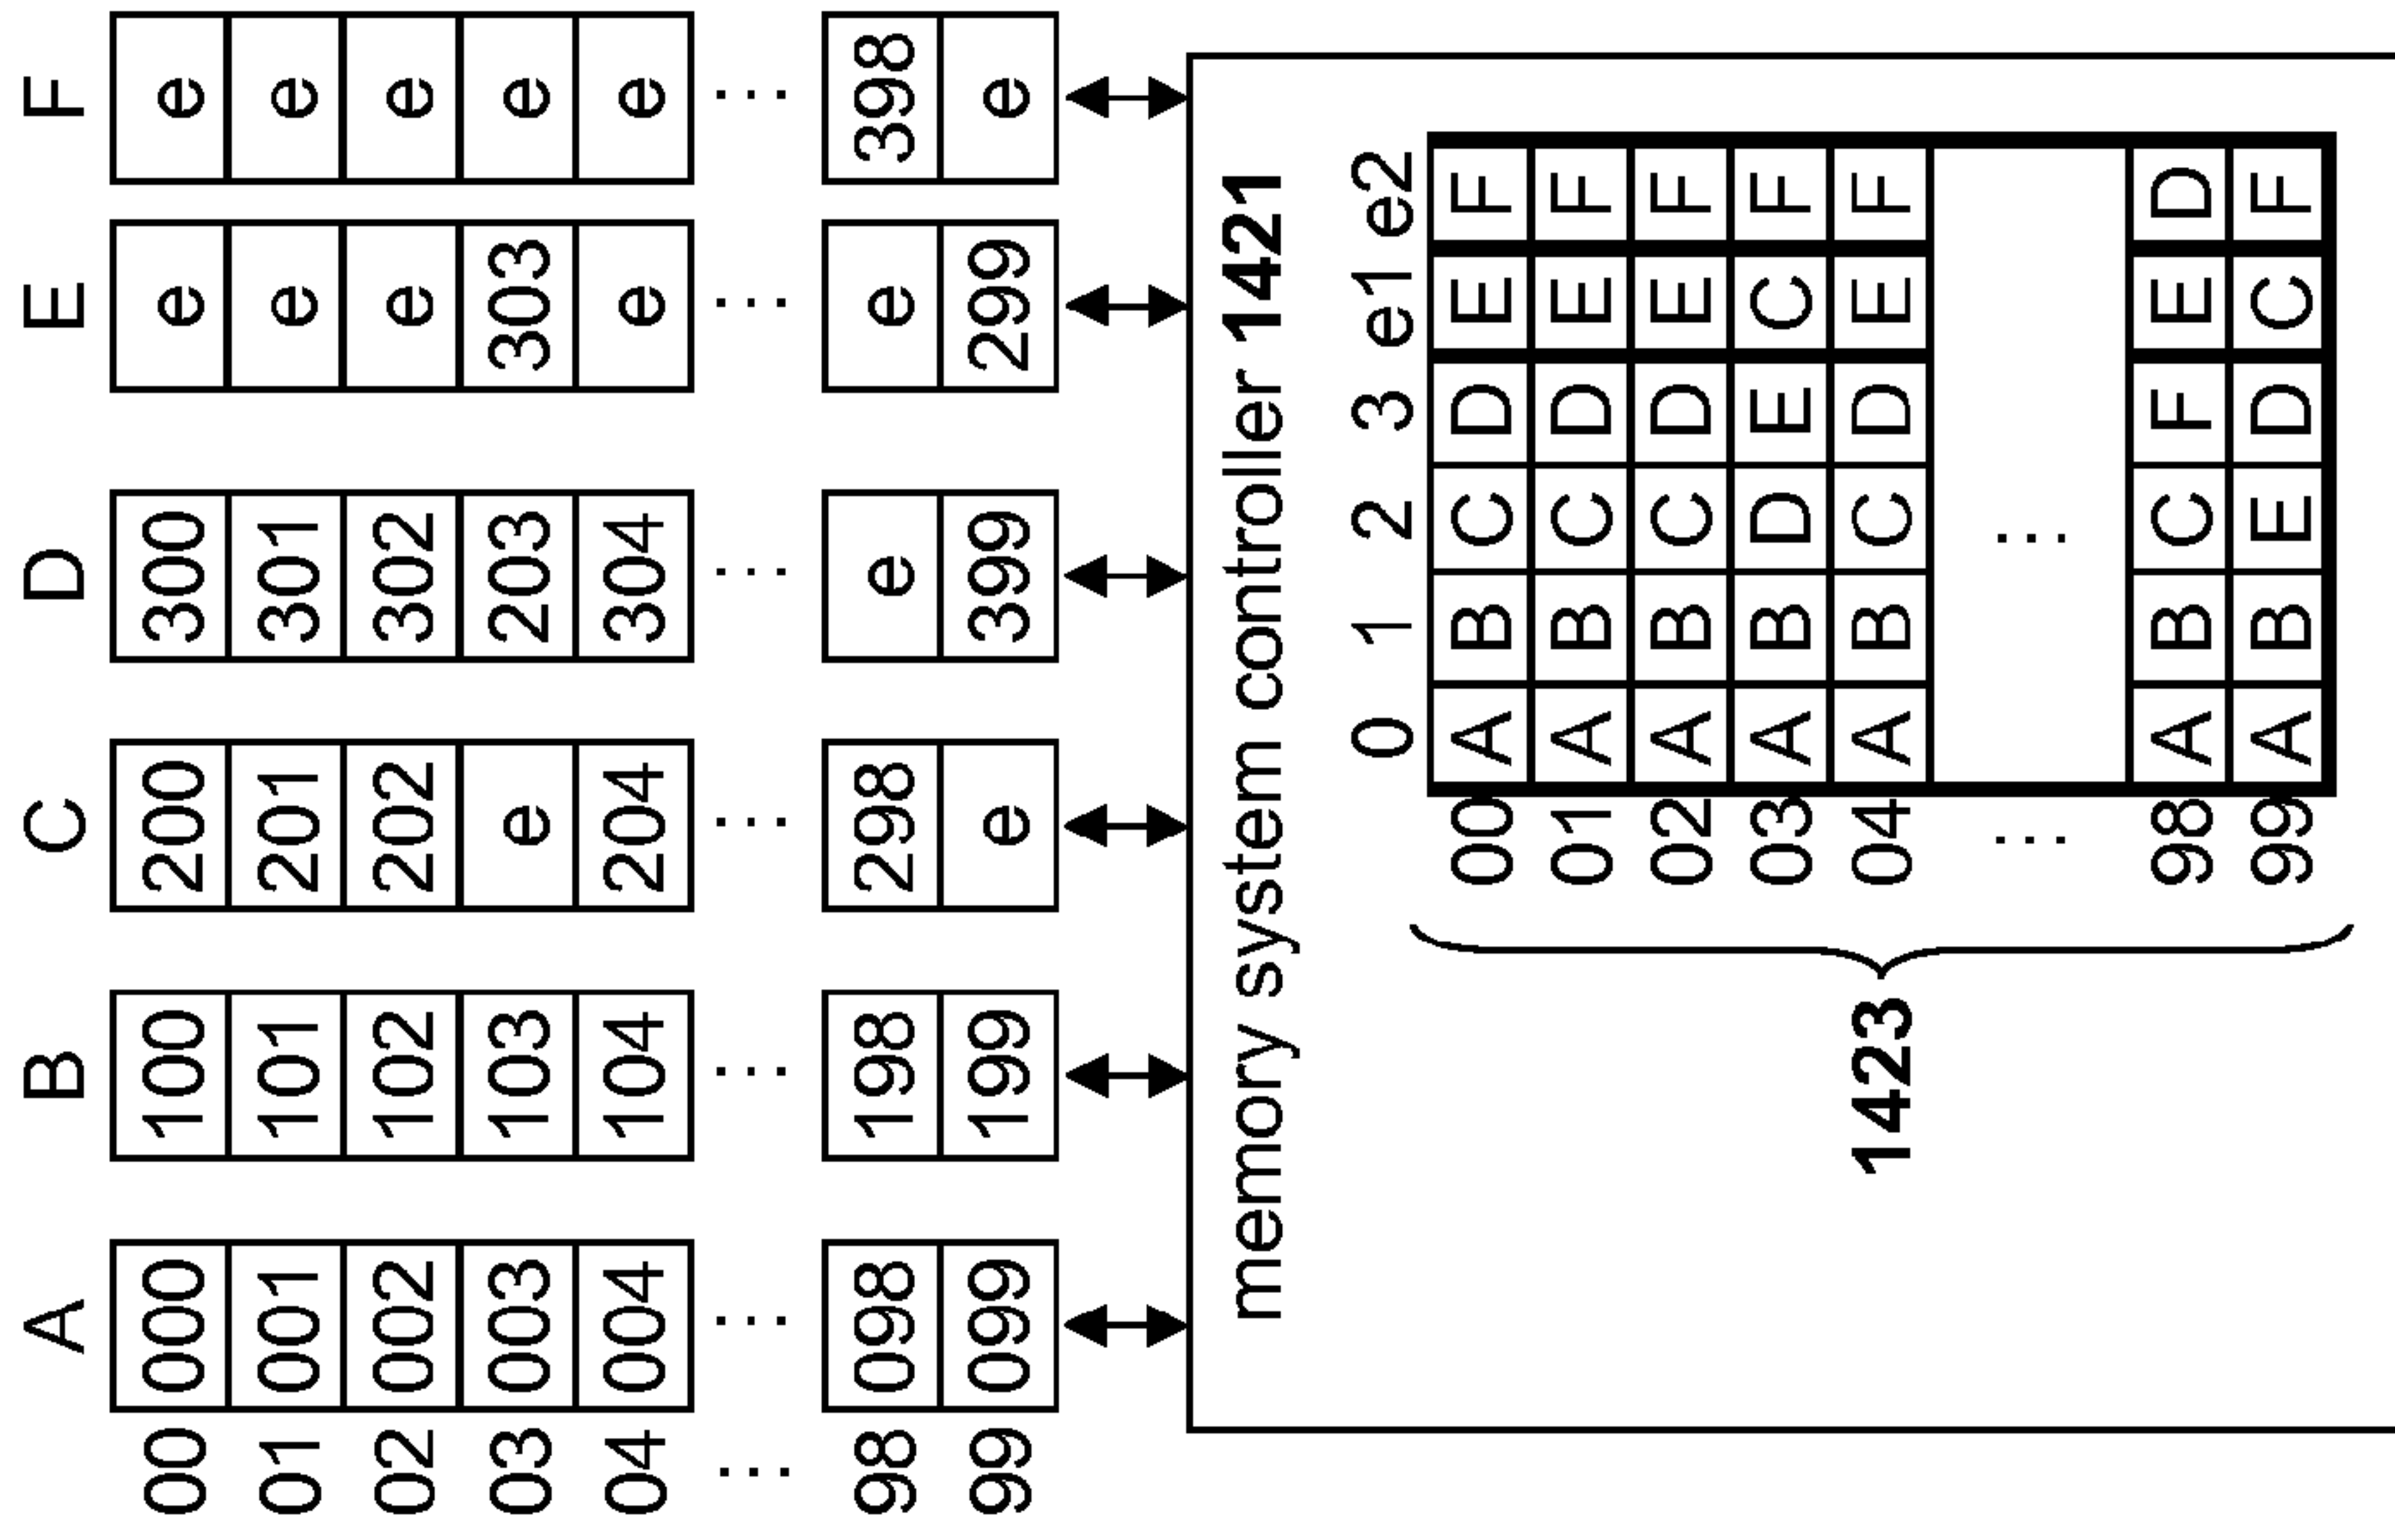 A B C D E F
00 000 100 200 300 e e
01 001 101 201 301 e e
02 002 102 202 302 e e
03 003 103 e 203 303 e
04 004 104 204 304 e e
... ... ... ... ... ... ...
98 098 198 298 e e 398
99 099 199 e 399 299 e
memory system controller 1421
0 1 2 3 e1 e2
00 A B C D E F
01 A B C D E F
02 A B C D E F
03 A B D E C F
1423 04 A B C D E F
... ...
98 A B C F E D
99 A B E D C F